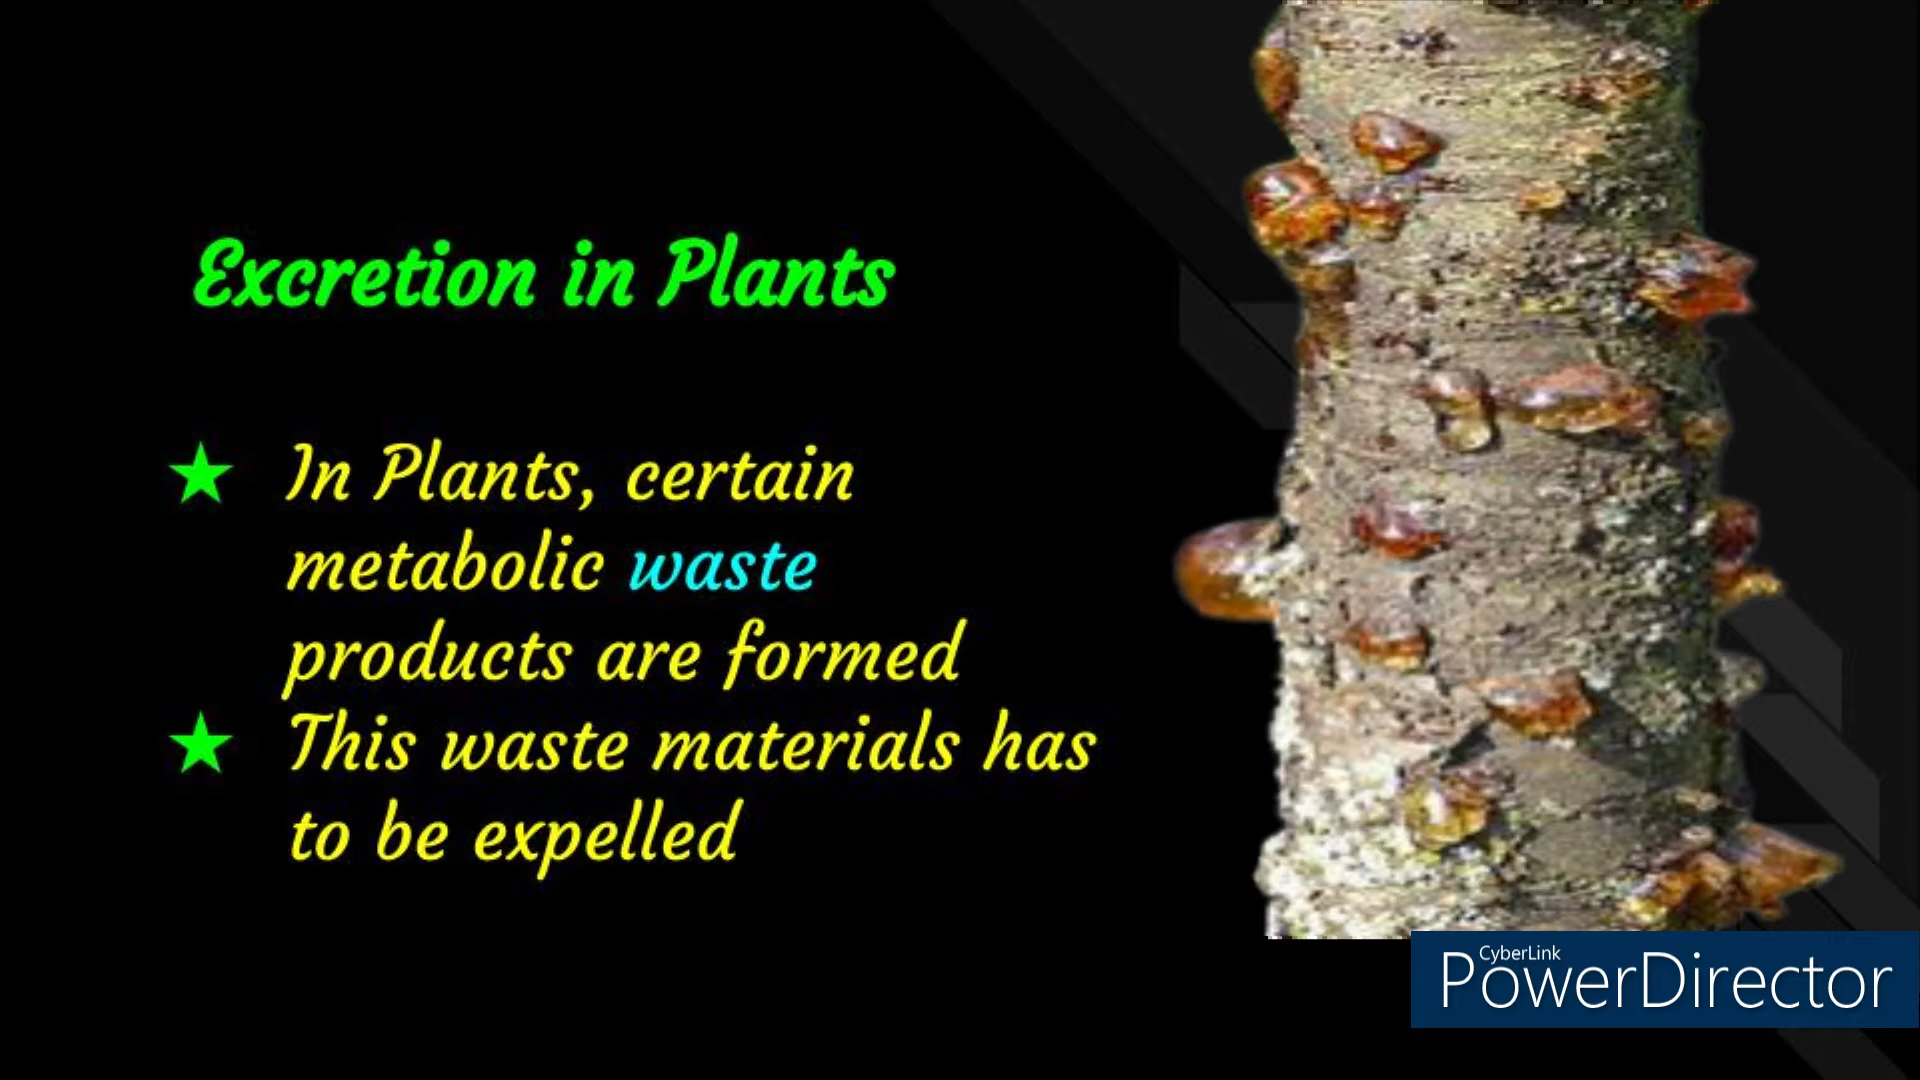 Excretion in Plants
In Plants, certain
metabolic waste
products are formed
This waste materials has
to be expelled
CyberLink
PowerDirector